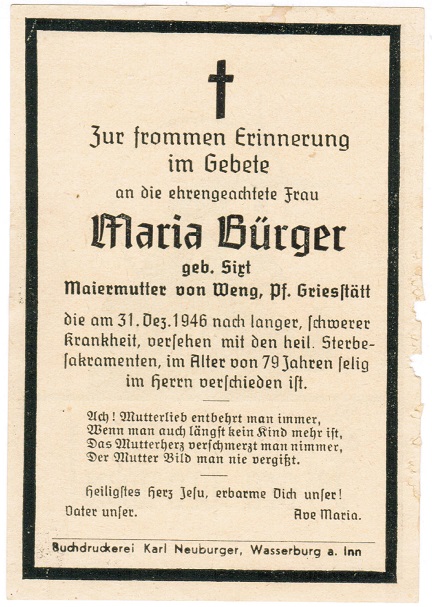 Zur frommen Erinnerung
im Gebete
an die ehrengeachtete Frau
Maria Bürger
geb. Sixt
Maiermutter von Weng, Pf. Griesstätt
die am 31. Dez. 1946 nach langer, schwerer
Krankheit, versehen mit den heil. Sterbe-
sakramenten, im Alter von 79 Jahren selig
im Herrn verschieden ist.
Ach! Mutterlieb entbehrt man immer,
Wenn man auch längst kein Kind mehr ist,
Das Mutterherz verschmerzt man nimmer,
Der Mutter Bild man nie vergißt.
Heiligstes Herz Jesu, erbarme Dich unser!
Vater unser. Ave Maria.
Buchdruckerei Karl Neuburger, Wasserburg a. Inn